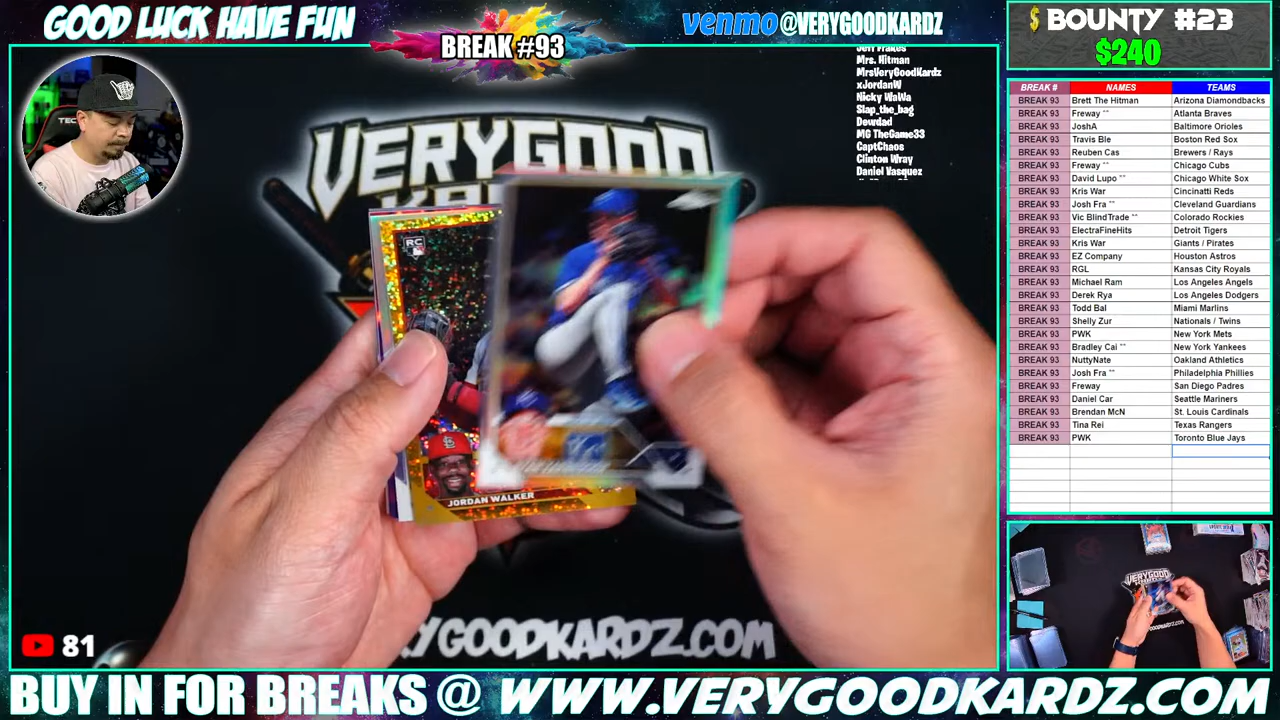 GOOD LUCK HAVE FUN
BREAK #93
venmo @VERYGOODKARDZ
$ BOUNTY #23
$240
Mrs. Hitman
MrsVeryGoodKardz
xJordanW
Nicky WaWa
Slap_the_bag
Dewdad
MG TheGame33
CaptChaos
Clinton Wray
Daniel Vasquez
BREAK # NAMES TEAMS
BREAK 93 Brett The Hitman Arizona Diamondbacks
BREAK 93 Freway ** Atlanta Braves
BREAK 93 JoshA Baltimore Orioles
BREAK 93 Travis Ble Boston Red Sox
BREAK 93 Reuben Cas Brewers / Rays
BREAK 93 Freway ** Chicago Cubs
BREAK 93 David Lupo ** Chicago White Sox
BREAK 93 Kris War Cincinatti Reds
BREAK 93 Josh Fra ** Cleveland Guardians
BREAK 93 Vic BlindTrade ** Colorado Rockies
BREAK 93 ElectraFineHits Detroit Tigers
BREAK 93 Kris War Giants / Pirates
BREAK 93 EZ Company Houston Astros
BREAK 93 RGL Kansas City Royals
BREAK 93 Michael Ram Los Angeles Angels
BREAK 93 Derek Rya Los Angeles Dodgers
BREAK 93 Todd Bal Miami Marlins
BREAK 93 Shelly Zur Nationals / Twins
BREAK 93 PWK New York Mets
BREAK 93 Bradley Cai ** New York Yankees
BREAK 93 NuttyNate Oakland Athletics
BREAK 93 Josh Fra ** Philadelphia Phillies
BREAK 93 Freway San Diego Padres
BREAK 93 Daniel Car Seattle Mariners
BREAK 93 Brendan McN St. Louis Cardinals
BREAK 93 Tina Rei Texas Rangers
BREAK 93 PWK Toronto Blue Jays
VERYGOOD
RC
JORDAN WALKER
RYGOODKARDZ.COM
81
BUY IN FOR BREAKS @ WWW.VERYGOODKARDZ.COM